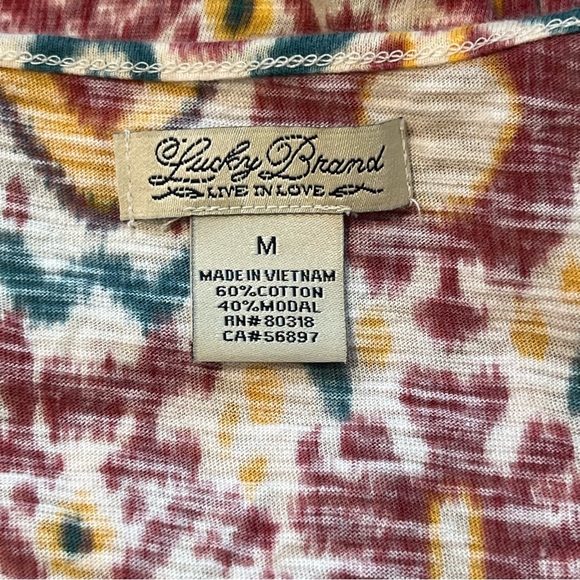 Lucky Brand
LIVE IN LOVE
M
MADE IN VIETNAM
60%COTTON
40%MODAL
RN#80318
CA#56897